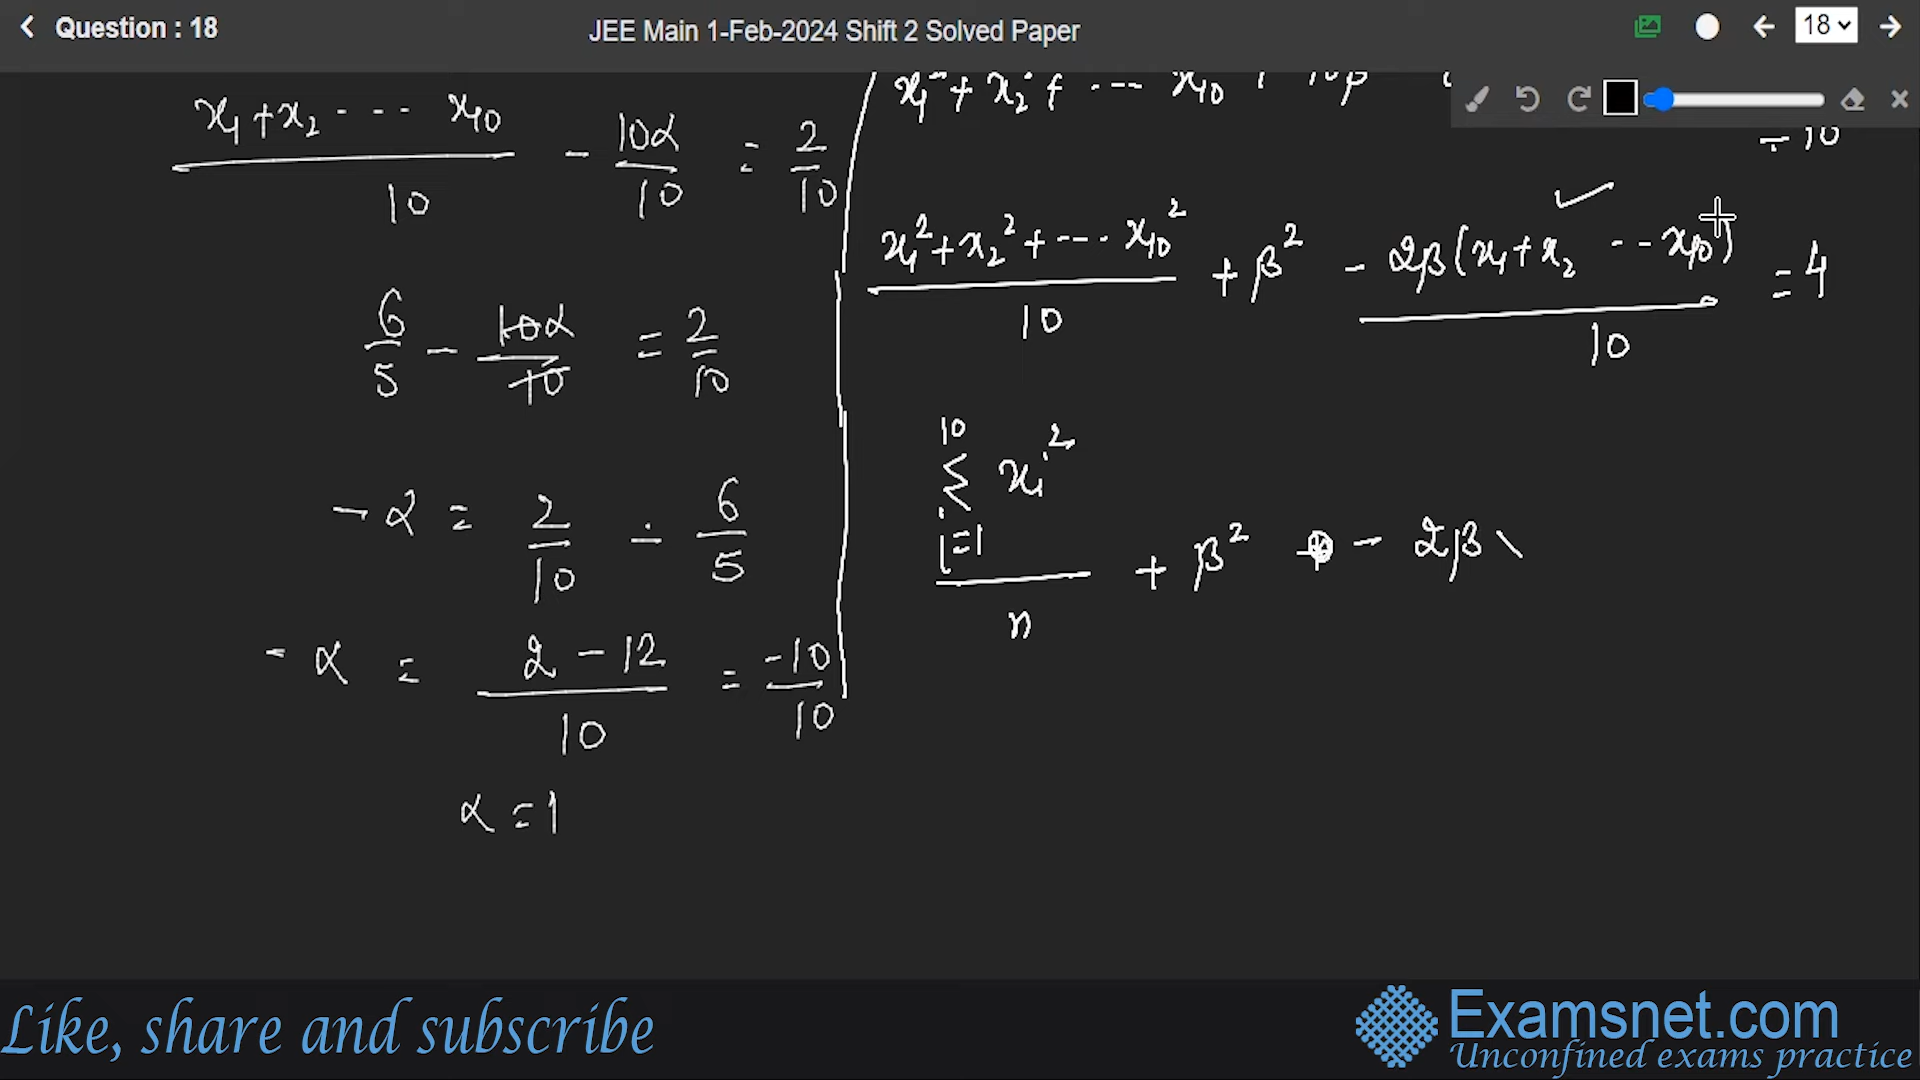 Question : 18
JEE Main 1-Feb-2024 Shift 2 Solved Paper
18
x₁+x₂ ---- x₁₀ / 10 - 10α/10 = 2/10
6/5 - 10α/10 = 2/10
-α = 2/10 ÷ 6/5
-α = 2 - 12 / 10 = -10/10
α = 1
= 10
x₁²+x₂²+---- x₁₀² / 10 + β² - 2β(x₁+x₂ --- x₁₀) / 10 = 4
10
Σ xᵢ²
i=1
n
+ β² - 2β
Like, share and subscribe
Examsnet.com
Unconfined exams practice